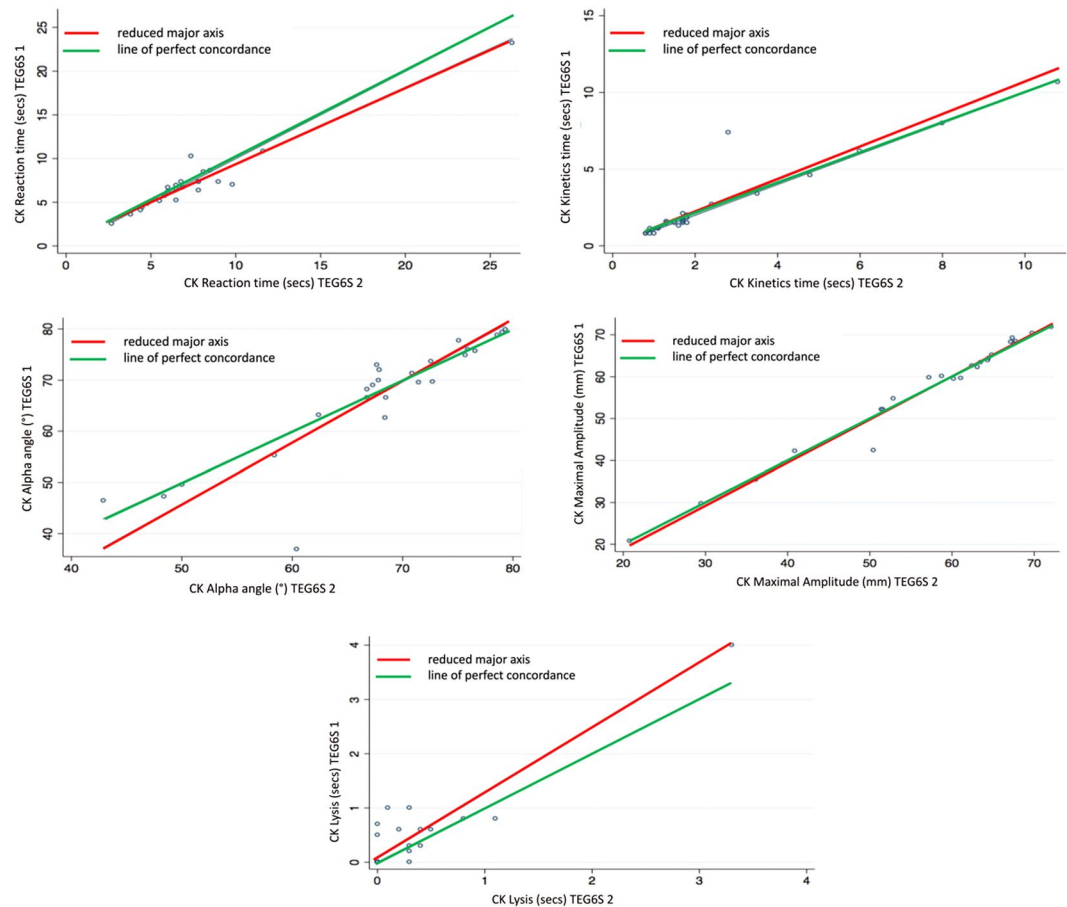 CK Reaction time (secs) TEG6S 1
25
20
15
10
5
0
reduced major axis
line of perfect concordance
0 5 10 15 20 25
CK Reaction time (secs) TEG6S 2
CK Kinetics time (secs) TEG6S 1
15
10
5
0
reduced major axis
line of perfect concordance
0 2 4 6 8 10
CK Kinetics time (secs) TEG6S 2
CK Alpha angle (°) TEG6S 1
80
70
60
50
40
reduced major axis
line of perfect concordance
40 50 60 70 80
CK Alpha angle (°) TEG6S 2
CK Maximal Amplitude (mm) TEG6S 1
70
60
50
40
30
20
reduced major axis
line of perfect concordance
20 30 40 50 60 70
CK Maximal Amplitude (mm) TEG6S 2
CK Lysis (secs) TEG6S 1
4
3
2
1
0
reduced major axis
line of perfect concordance
0 1 2 3 4
CK Lysis (secs) TEG6S 2